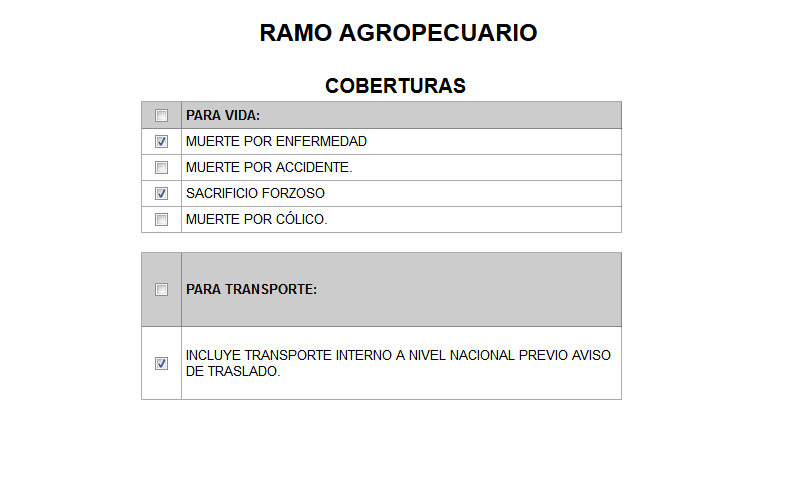 RAMO AGROPECUARIO
COBERTURAS
PARA VIDA:
MUERTE POR ENFERMEDAD
MUERTE POR ACCIDENTE.
SACRIFICIO FORZOSO
MUERTE POR CÓLICO.
PARA TRANSPORTE:
INCLUYE TRANSPORTE INTERNO A NIVEL NACIONAL PREVIO AVISO
DE TRASLADO.